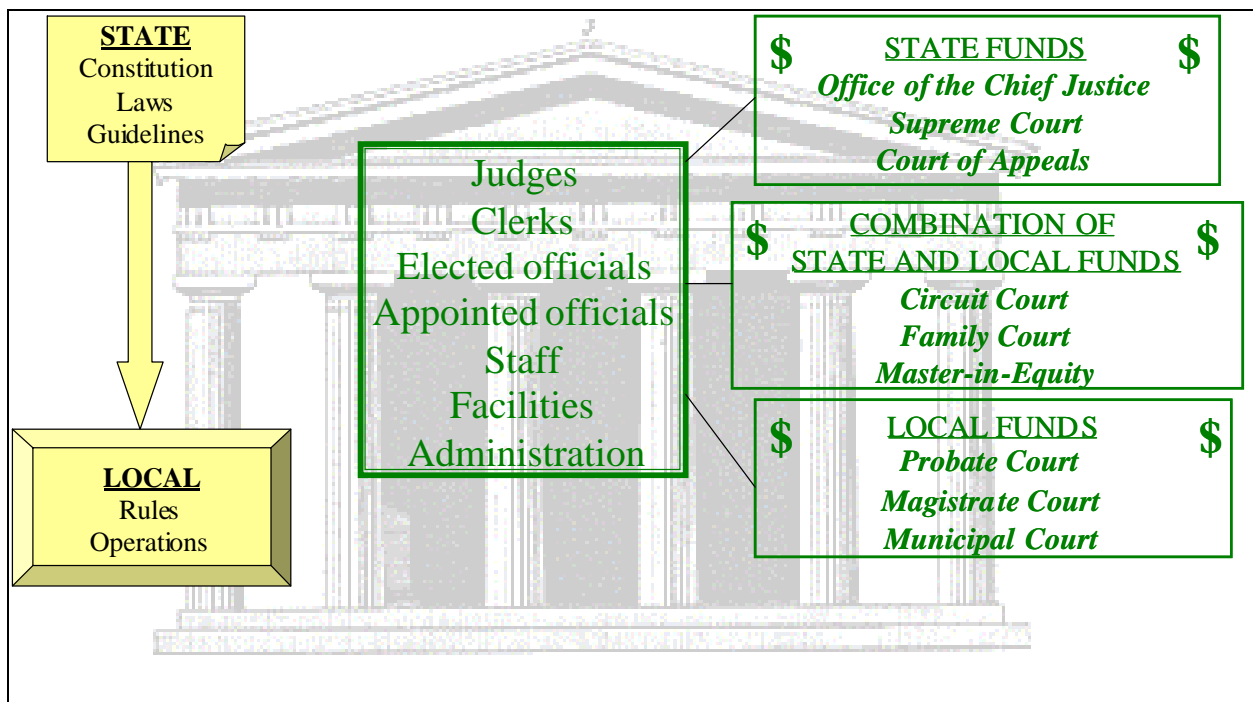 STATE
Constitution
Laws
Guidelines
LOCAL
Rules
Operations
Judges
Clerks
Elected officials
Appointed officials
Staff
Facilities
Administration
$ STATE FUNDS $
Office of the Chief Justice
Supreme Court
Court of Appeals
$ COMBINATION OF $
STATE AND LOCAL FUNDS
Circuit Court
Family Court
Master-in-Equity
$ LOCAL FUNDS $
Probate Court
Magistrate Court
Municipal Court